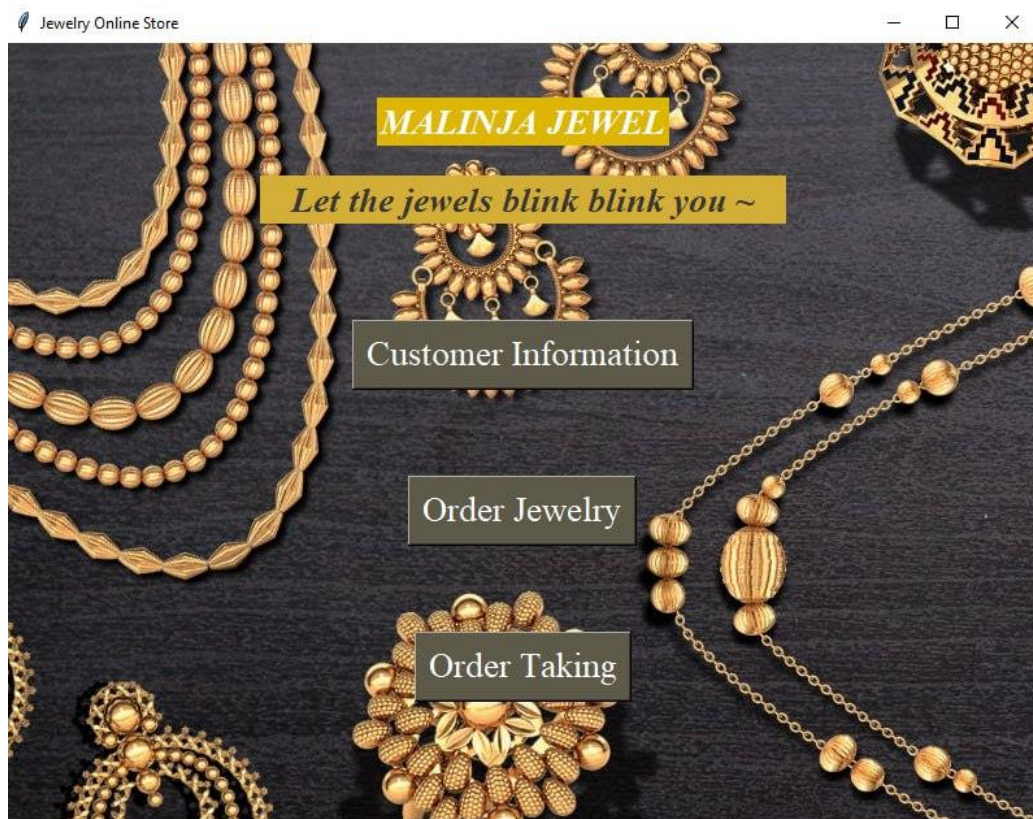 Jewelry Online Store
MALINJA JEWEL
Let the jewels blink blink you ~
Customer Information
Order Jewelry
Order Taking